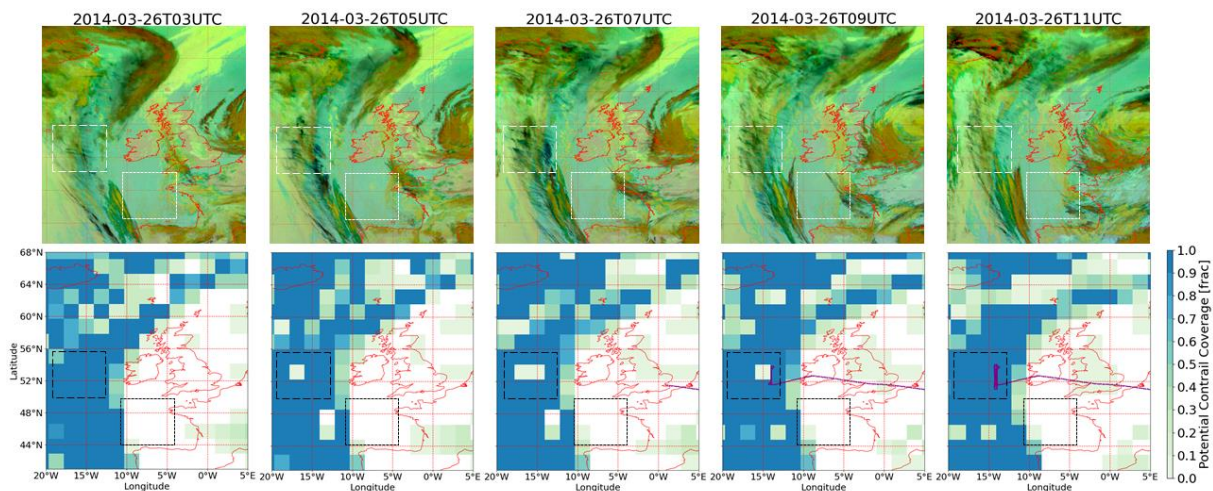 2014-03-26T03UTC
2014-03-26T05UTC
2014-03-26T07UTC
2014-03-26T09UTC
2014-03-26T11UTC
68°N
64°N
60°N
56°N
52°N
48°N
44°N
Latitude
20°W 15°W 10°W 5°W 0°W 5°E
Longitude
20°W 15°W 10°W 5°W 0°W 5°E
Longitude
20°W 15°W 10°W 5°W 0°W 5°E
Longitude
20°W 15°W 10°W 5°W 0°W 5°E
Longitude
20°W 15°W 10°W 5°W 0°W 5°E
Longitude
1.0
0.9
0.8
0.7
0.6
0.5
0.4
0.3
0.2
0.1
0.0
Potential Contrail Coverage [frac]